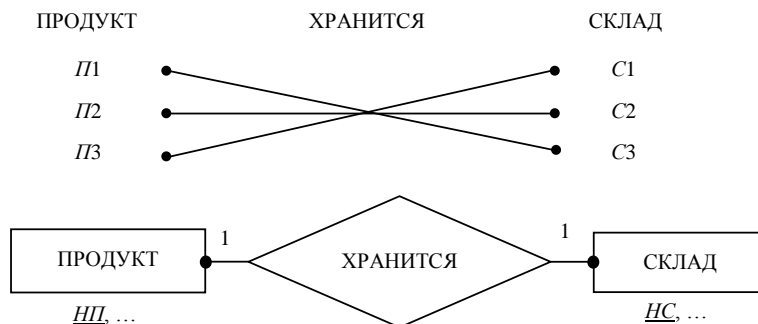 ПРОДУКТ ХРАНИТСЯ СКЛАД
П1 С1
П2 С2
П3 С3
1 1
ПРОДУКТ ХРАНИТСЯ СКЛАД
НП, … НС, …